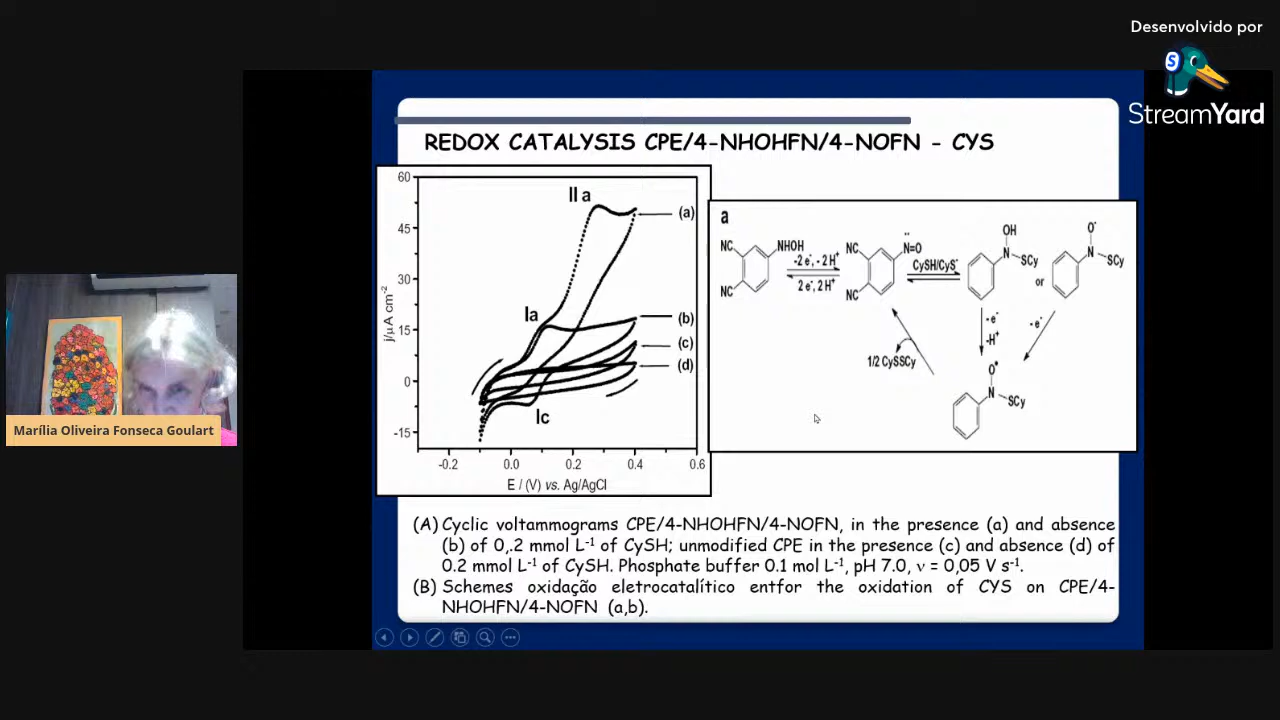 Desenvolvido por
S
StreamYard
REDOX CATALYSIS CPE/4-NHOHFN/4-NOFN - CYS
60
45
30
15
0
-15
j/μA cm⁻²
II a
Ia
Ic
(a)
(b)
(c)
(d)
-0.2 0.0 0.2 0.4 0.6
E / (V) vs. Ag/AgCl
a
NC
NC
NHOH
-2 e⁻, - 2 H⁺
2 e⁻, 2 H⁺
NC
NC
N=O
CySH/CyS⁻
OH
N
SCy
or
O⁻
N
SCy
- e⁻
-H⁺
- e⁻
1/2 CySSCy
O•
N
SCy
Marília Oliveira Fonseca Goulart
(A) Cyclic voltammograms CPE/4-NHOHFN/4-NOFN, in the presence (a) and absence
(b) of 0,.2 mmol L⁻¹ of CySH; unmodified CPE in the presence (c) and absence (d) of
0.2 mmol L⁻¹ of CySH. Phosphate buffer 0.1 mol L⁻¹, pH 7.0, ν = 0,05 V s⁻¹.
(B) Schemes oxidação eletrocatalítico entfor the oxidation of CYS on CPE/4-
NHOHFN/4-NOFN (a,b).